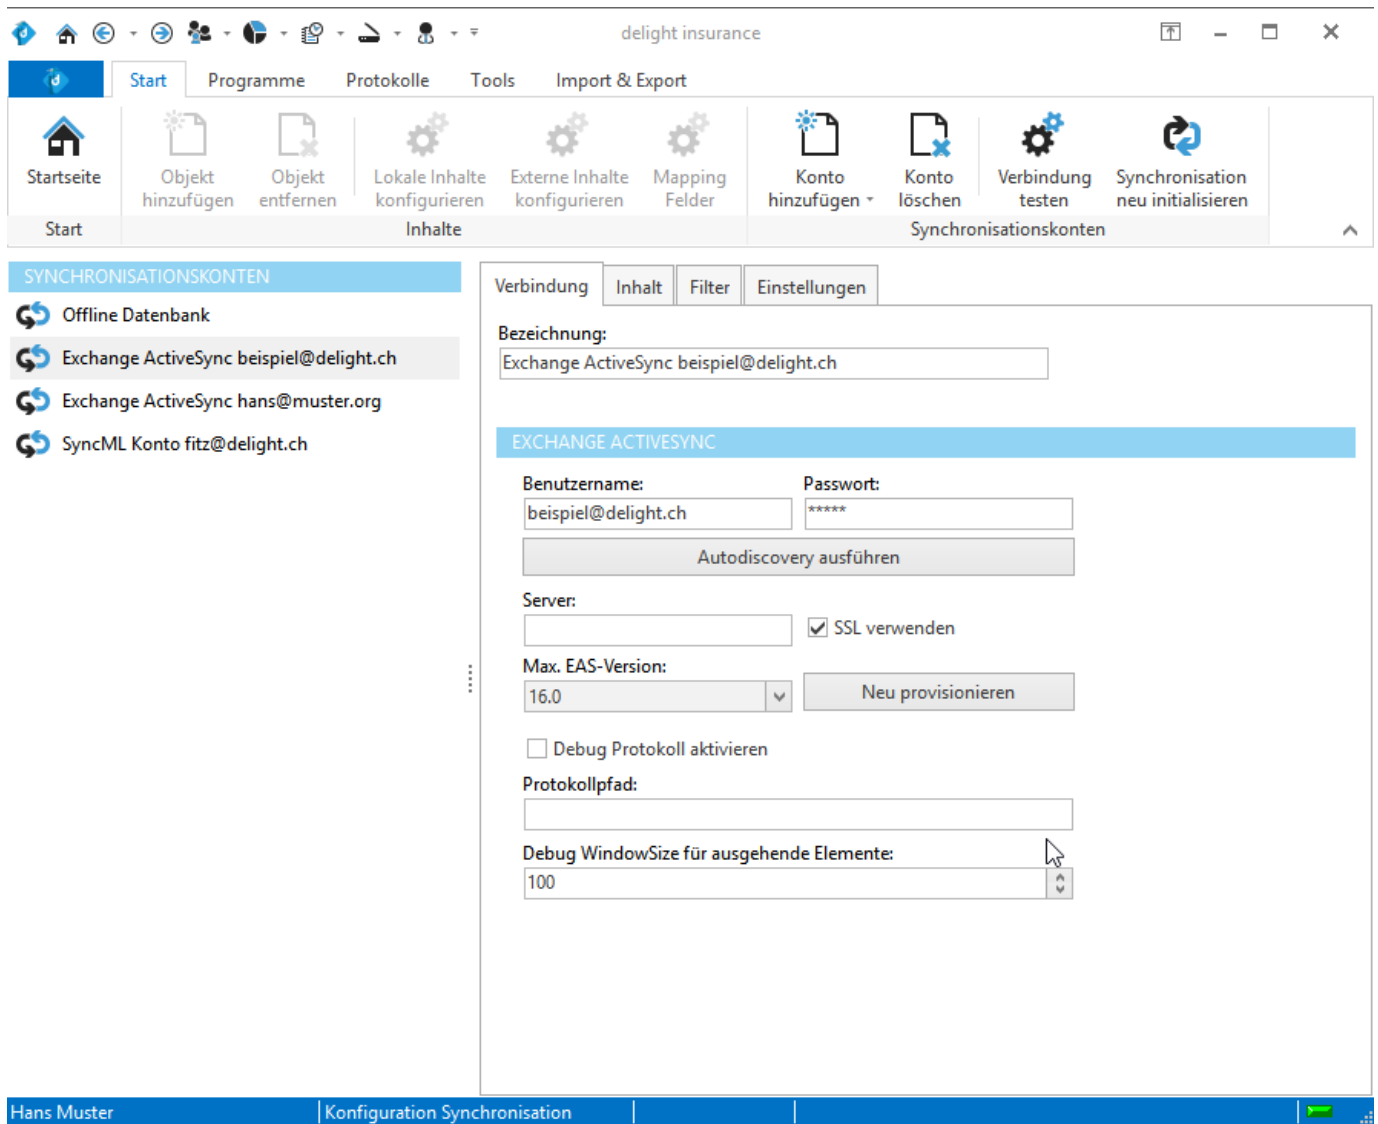 delight insurance
Start Programme Protokolle Tools Import & Export
Startseite
Objekt hinzufügen
Objekt entfernen
Lokale Inhalte konfigurieren
Externe Inhalte konfigurieren
Mapping Felder
Konto hinzufügen
Konto löschen
Verbindung testen
Synchronisation neu initialisieren
Start Inhalte Synchronisationskonten
SYNCHRONISATIONSKONTEN
Offline Datenbank
Exchange ActiveSync beispiel@delight.ch
Exchange ActiveSync hans@muster.org
SyncML Konto fitz@delight.ch
Verbindung Inhalt Filter Einstellungen
Bezeichnung:
Exchange ActiveSync beispiel@delight.ch
EXCHANGE ACTIVESYNC
Benutzername: Passwort:
beispiel@delight.ch *****
Autodiscovery ausführen
Server:
SSL verwenden
Max. EAS-Version:
16.0 Neu provisionieren
Debug Protokoll aktivieren
Protokollpfad:
Debug WindowSize für ausgehende Elemente:
100
Hans Muster Konfiguration Synchronisation